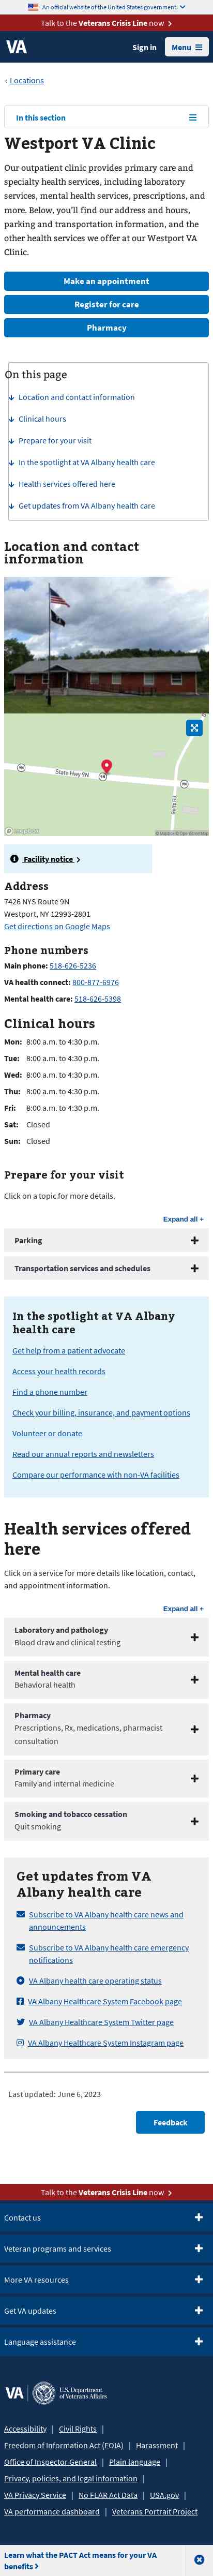 An official website of the United States government.
Talk to the Veterans Crisis Line now
VA
Sign in
Menu
Locations
In this section
Westport VA Clinic
Our outpatient clinic provides primary care and
specialty health services, including laboratory
services, mental health, prescriptions, and
more. Below, you’ll find our address and hours,
parking and transportation information, and the
other health services we offer at our Westport VA
Clinic.
Make an appointment
Register for care
Pharmacy
On this page
Location and contact information
Clinical hours
Prepare for your visit
In the spotlight at VA Albany health care
Health services offered here
Get updates from VA Albany health care
Location and contact
information
State Hwy 9N
mapbox
Facility notice
Address
7426 NYS Route 9N
Westport, NY 12993-2801
Get directions on Google Maps
Phone numbers
Main phone: 518-626-5236
VA health connect: 800-877-6976
Mental health care: 518-626-5398
Clinical hours
Mon: 8:00 a.m. to 4:30 p.m.
Tue: 8:00 a.m. to 4:30 p.m.
Wed: 8:00 a.m. to 4:30 p.m.
Thu: 8:00 a.m. to 4:30 p.m.
Fri: 8:00 a.m. to 4:30 p.m.
Sat: Closed
Sun: Closed
Prepare for your visit
Click on a topic for more details.
Expand all +
Parking
Transportation services and schedules
In the spotlight at VA Albany
health care
Get help from a patient advocate
Access your health records
Find a phone number
Check your billing, insurance, and payment options
Volunteer or donate
Read our annual reports and newsletters
Compare our performance with non-VA facilities
Health services offered
here
Click on a service for more details like location, contact,
and appointment information.
Expand all +
Laboratory and pathology
Blood draw and clinical testing
Mental health care
Behavioral health
Pharmacy
Prescriptions, Rx, medications, pharmacist
consultation
Primary care
Family and internal medicine
Smoking and tobacco cessation
Quit smoking
Get updates from VA
Albany health care
Subscribe to VA Albany health care news and
announcements
Subscribe to VA Albany health care emergency
notifications
VA Albany health care operating status
VA Albany Healthcare System Facebook page
VA Albany Healthcare System Twitter page
VA Albany Healthcare System Instagram page
Last updated: June 6, 2023
Feedback
Talk to the Veterans Crisis Line now
Contact us
Veteran programs and services
More VA resources
Get VA updates
Language assistance
VA
U.S. Department
of Veterans Affairs
Accessibility | Civil Rights |
Freedom of Information Act (FOIA) | Harassment |
Office of Inspector General | Plain language |
Privacy, policies, and legal information |
VA Privacy Service | No FEAR Act Data | USA.gov |
VA performance dashboard | Veterans Portrait Project
Learn what the PACT Act means for your VA
benefits